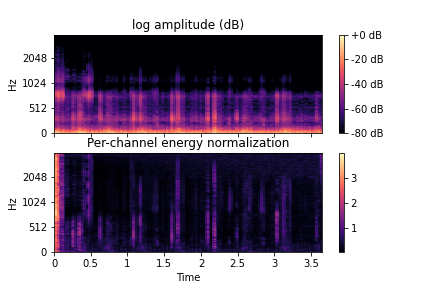 log amplitude (dB)
Hz
2048
1024
512
0
+0 dB
-20 dB
-40 dB
-60 dB
-80 dB
Per-channel energy normalization
Hz
2048
1024
512
0
3
2
1
0 0.5 1 1.5 2 2.5 3 3.5
Time